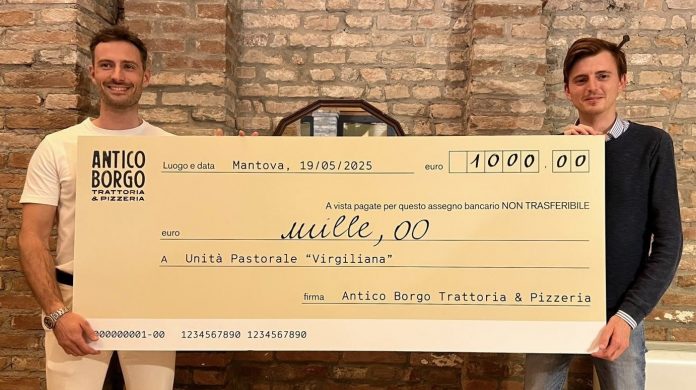 ANTICO
BORGO
TRATTORIA
& PIZZERIA
Luogo e data Mantova, 19/05/2025 euro 1000.00
A vista pagate per questo assegno bancario NON TRASFERIBILE
euro mille, 00
A Unità Pastorale “Virgiliana”
firma Antico Borgo Trattoria & Pizzeria
000000001-00 1234567890 1234567890